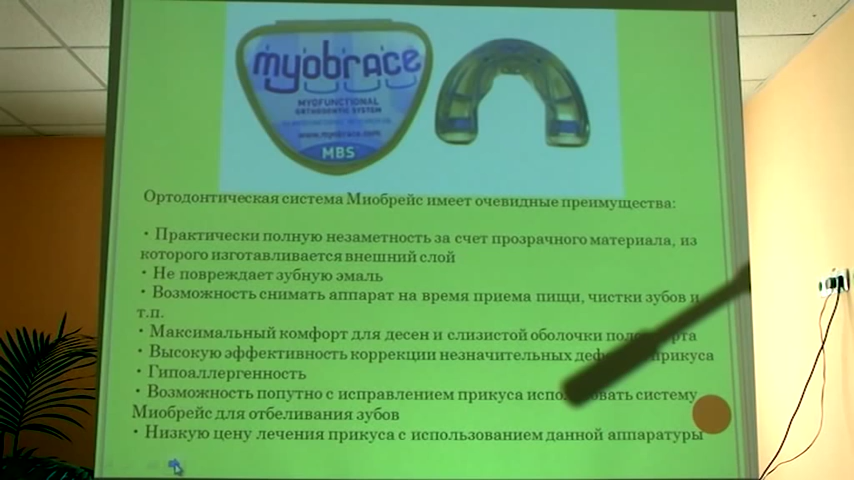 myobrace
MYOFUNCTIONAL
ORTHODONTIC SYSTEM
www.myobrace.com
MBS
Ортодонтическая система Миобрейс имеет очевидные преимущества:
• Практически полную незаметность за счет прозрачного материала, из
которого изготавливается внешний слой
• Не повреждает зубную эмаль
• Возможность снимать аппарат на время приема пищи, чистки зубов и
т.п.
• Максимальный комфорт для десен и слизистой оболочки
• Высокую эффективность коррекции незначительных прикуса
• Гипоаллергенность
• Возможность попутно с исправлением прикуса использовать систему
Миобрейс для отбеливания зубов
• Низкую цену лечения прикуса с использованием данной аппаратуры